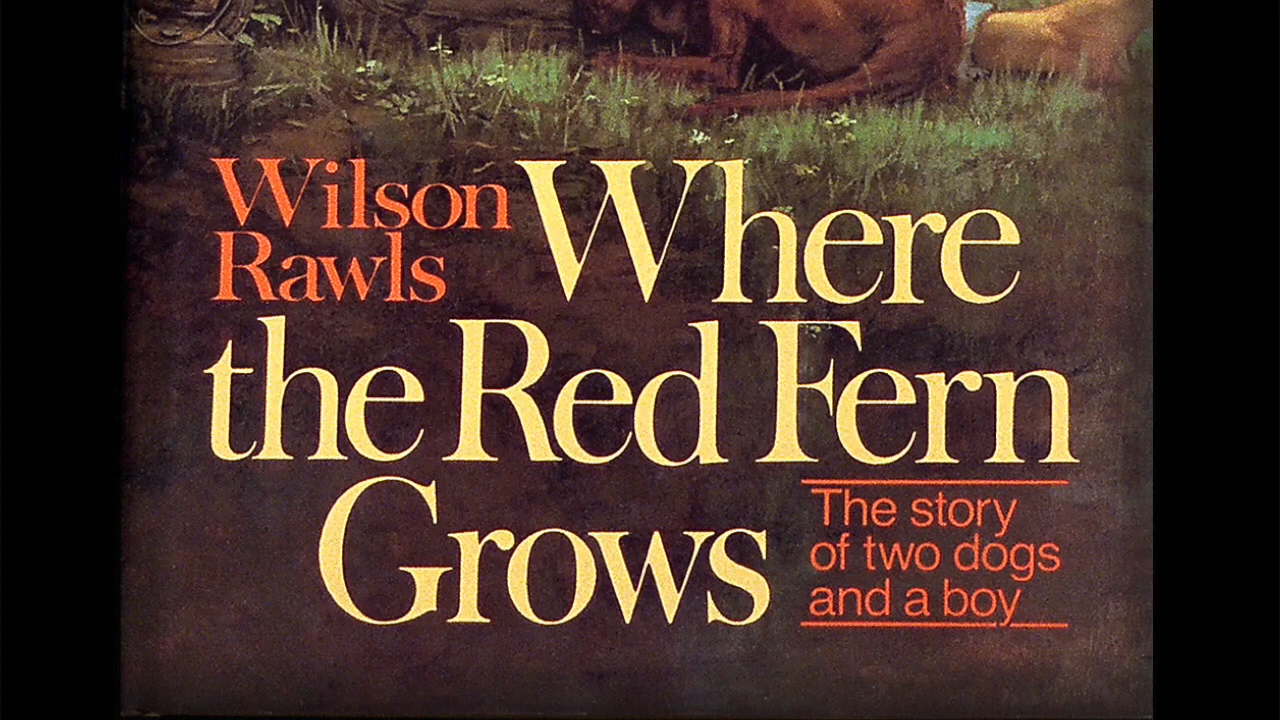 Wilson
Rawls
Where
the Red Fern
Grows
The story
of two dogs
and a boy